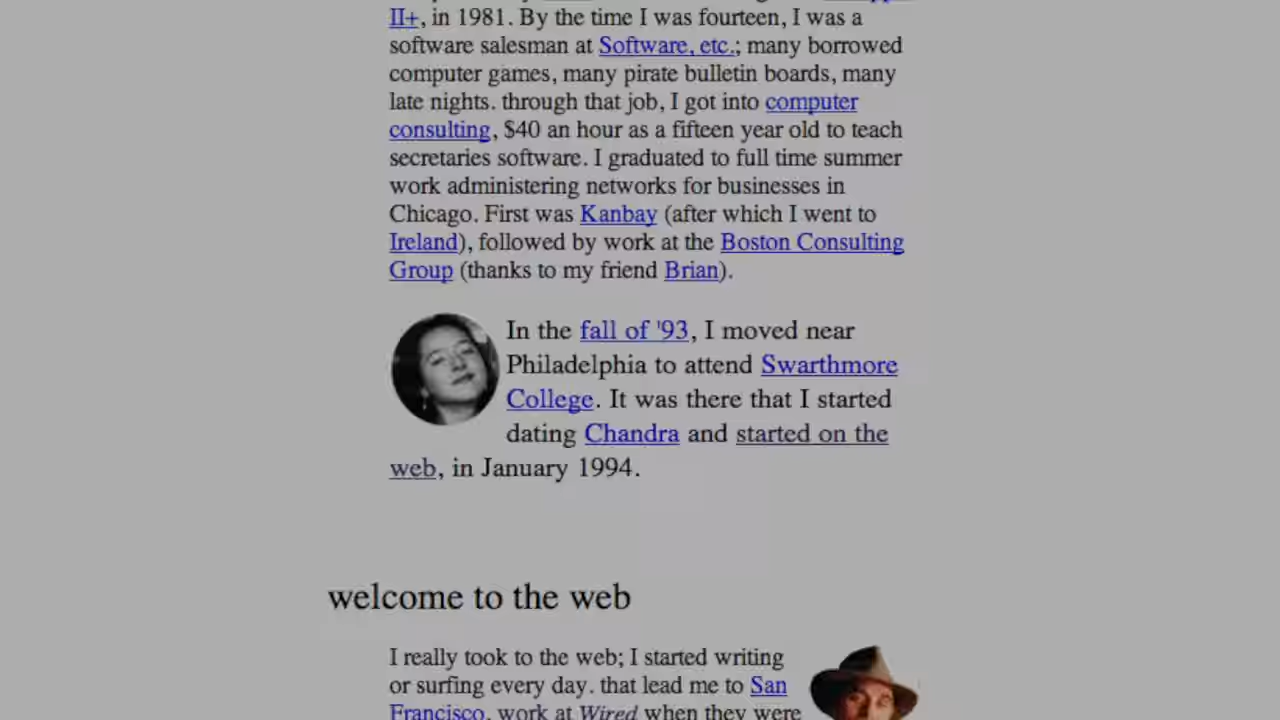 II+, in 1981. By the time I was fourteen, I was a
software salesman at Software, etc.; many borrowed
computer games, many pirate bulletin boards, many
late nights. through that job, I got into computer
consulting, $40 an hour as a fifteen year old to teach
secretaries software. I graduated to full time summer
work administering networks for businesses in
Chicago. First was Kanbay (after which I went to
Ireland), followed by work at the Boston Consulting
Group (thanks to my friend Brian).
In the fall of '93, I moved near
Philadelphia to attend Swarthmore
College. It was there that I started
dating Chandra and started on the
web, in January 1994.
welcome to the web
I really took to the web; I started writing
or surfing every day. that lead me to San
Francisco, work at Wired when they were